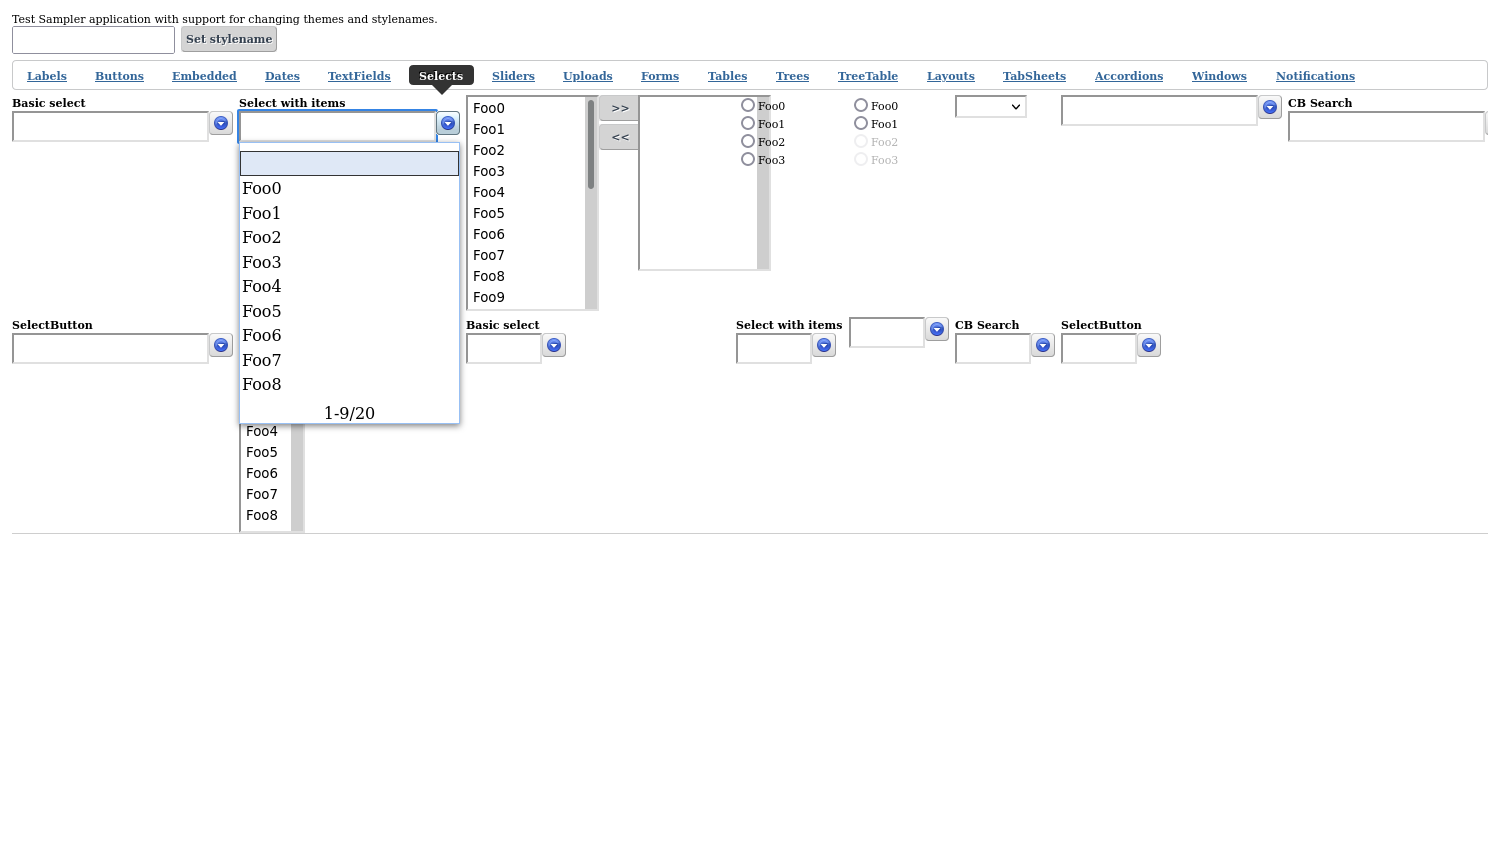 Test Sampler application with support for changing themes and stylenames.
Set stylename
Labels Buttons Embedded Dates TextFields Selects Sliders Uploads Forms Tables Trees TreeTable Layouts TabSheets Accordions Windows Notifications
Basic select
Select with items
Foo0
Foo1
Foo2
Foo3
Foo4
Foo5
Foo6
Foo7
Foo8
1-9/20
Foo0
Foo1
Foo2
Foo3
Foo4
Foo5
Foo6
Foo7
Foo8
Foo9
>>
<<
Foo0
Foo1
Foo2
Foo3
Foo0
Foo1
Foo2
Foo3
CB Search
SelectButton
Foo4
Foo5
Foo6
Foo7
Foo8
Basic select
Select with items
CB Search
SelectButton